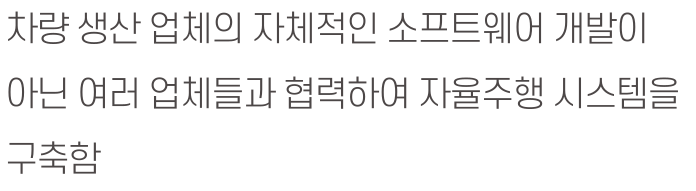 차량 생산 업체의 자체적인 소프트웨어 개발이
아닌 여러 업체들과 협력하여 자율주행 시스템을
구축함